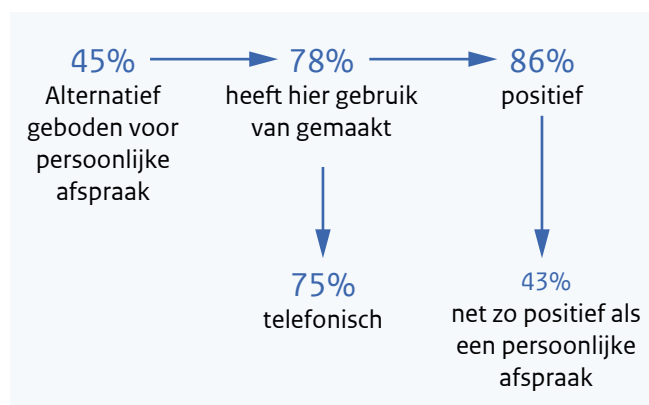 45%
Alternatief
geboden voor
persoonlijke
afspraak
78%
heeft hier gebruik
van gemaakt
86%
positief
75%
telefonisch
43%
net zo positief als
een persoonlijke
afspraak